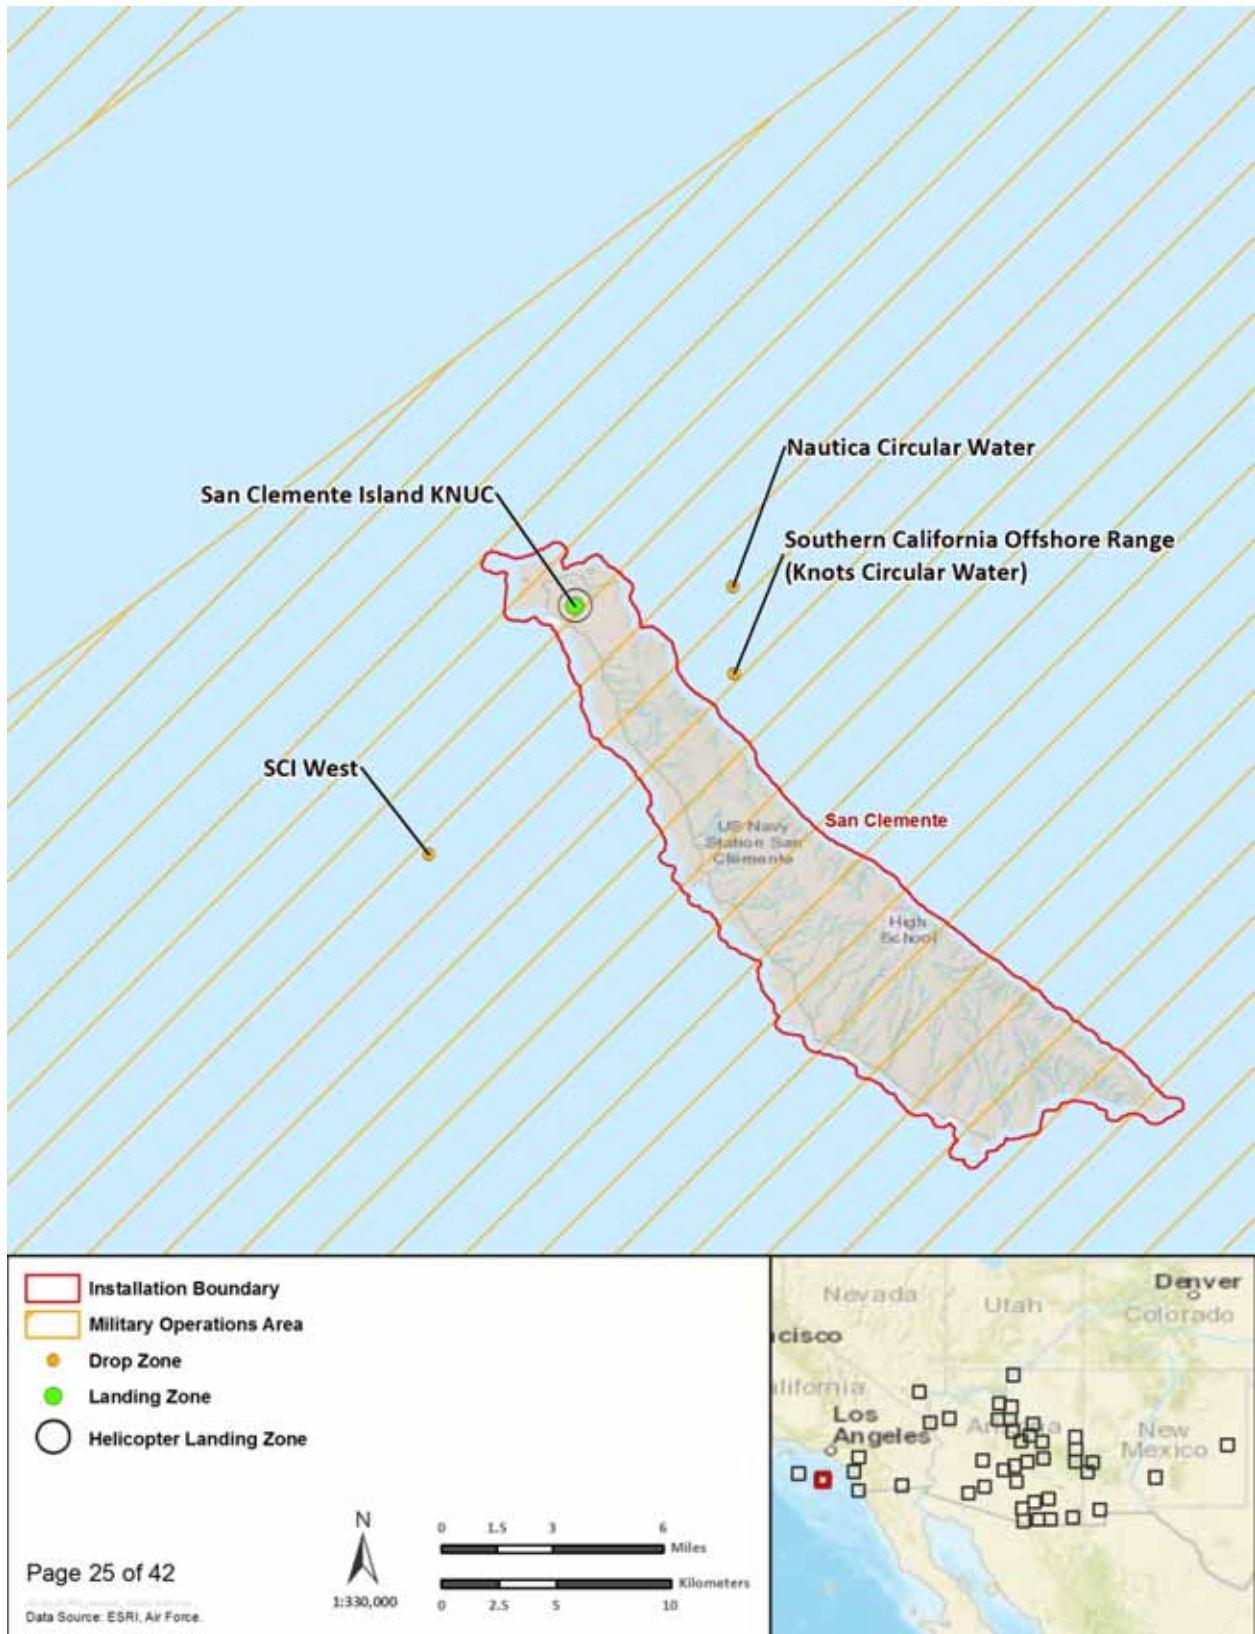 Nautica Circular Water
San Clemente Island KNUC
Southern California Offshore Range
(Knots Circular Water)
SCI West
San Clemente
US Navy
Station San
Clemente
High
School
Installation Boundary
Military Operations Area
Drop Zone
Landing Zone
Helicopter Landing Zone
Page 25 of 42
Data Source: ESRI, Air Force.
N
1:330,000
0 1.5 3 6
Miles
Kilometers
0 2.5 5 10
Denver
Nevada
Utah
Colorado
cisco
alifornia
Los
Angeles
New
Mexico